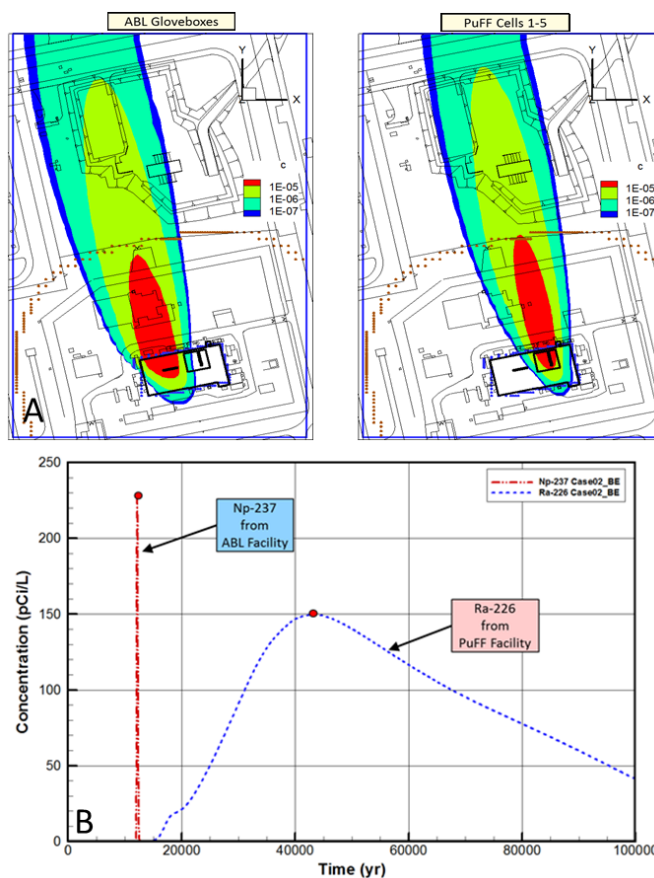 ABL Gloveboxes
PuFF Cells 1-5
Y
Z
X
c
1E-05
1E-06
1E-07
A
Y
Z
X
c
1E-05
1E-06
1E-07
250
Np-237 Case02_BE
Ra-226 Case02_BE
Np-237
from
ABL Facility
200
150
Ra-226
from
PuFF Facility
100
50
0
Concentration (pCi/L)
B
0 20000 40000 60000 80000 100000
Time (yr)